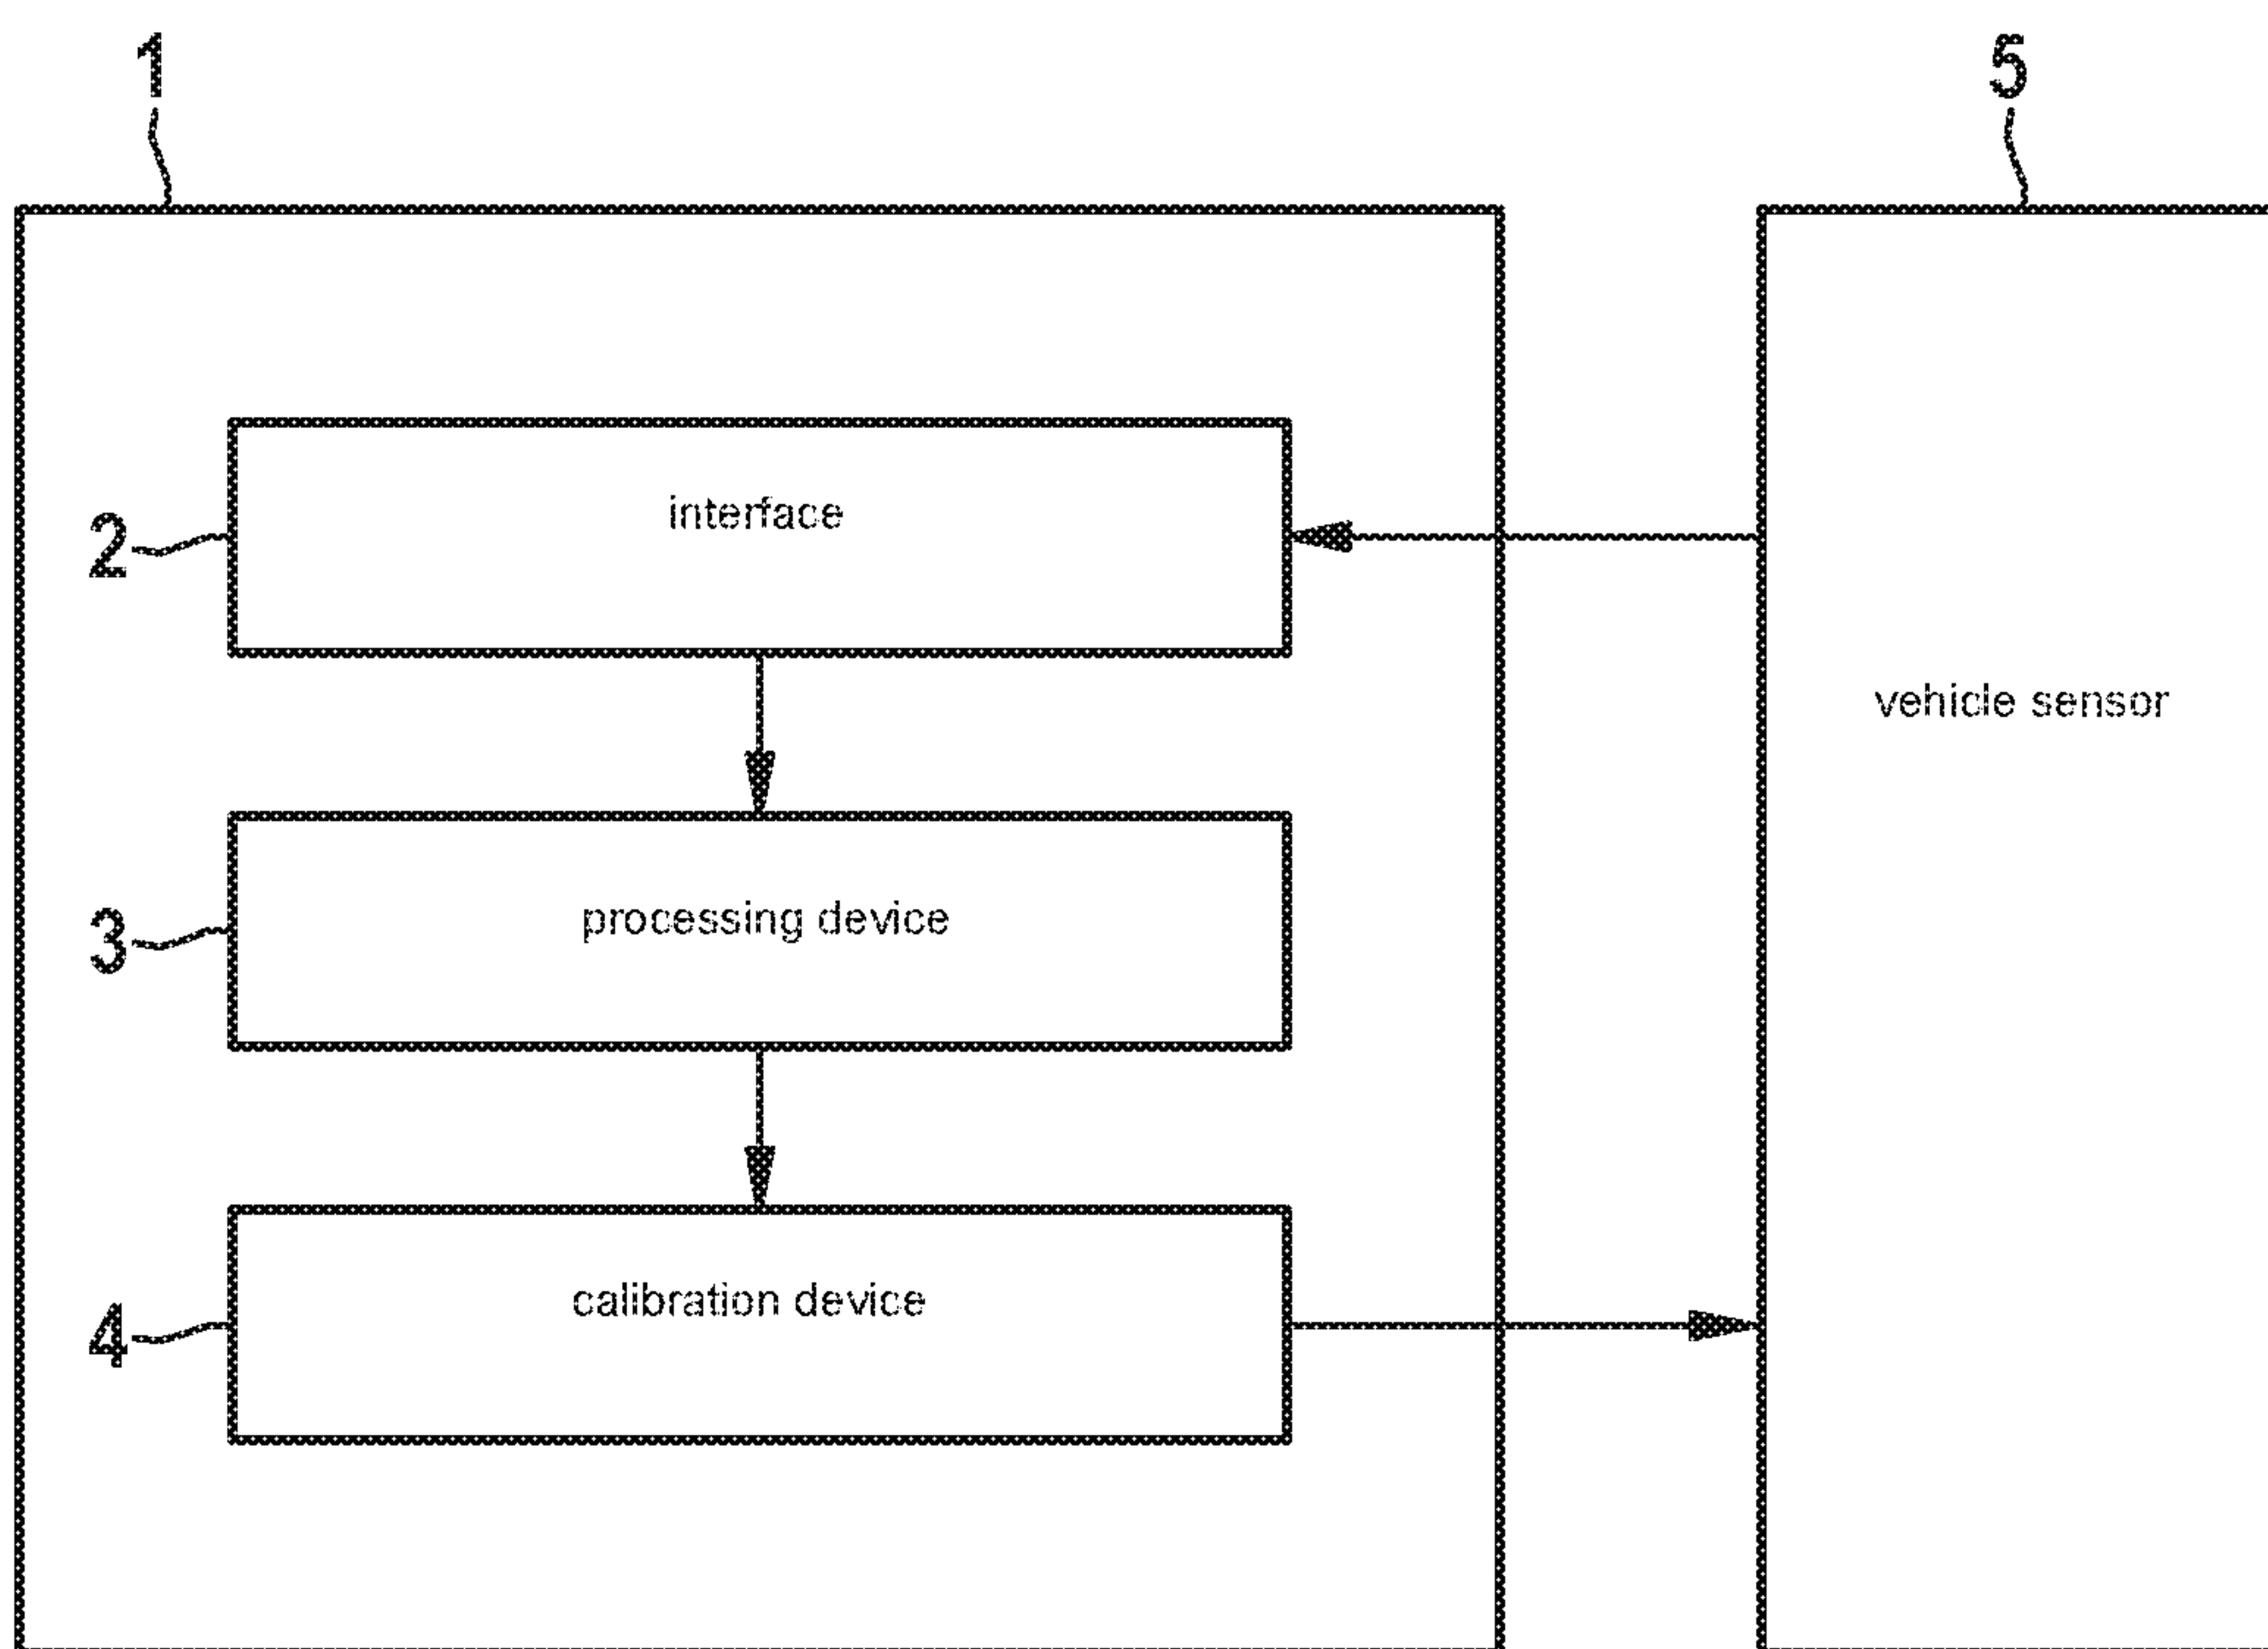 1
5
interface
2
vehicle sensor
processing device
3
calibration device
4